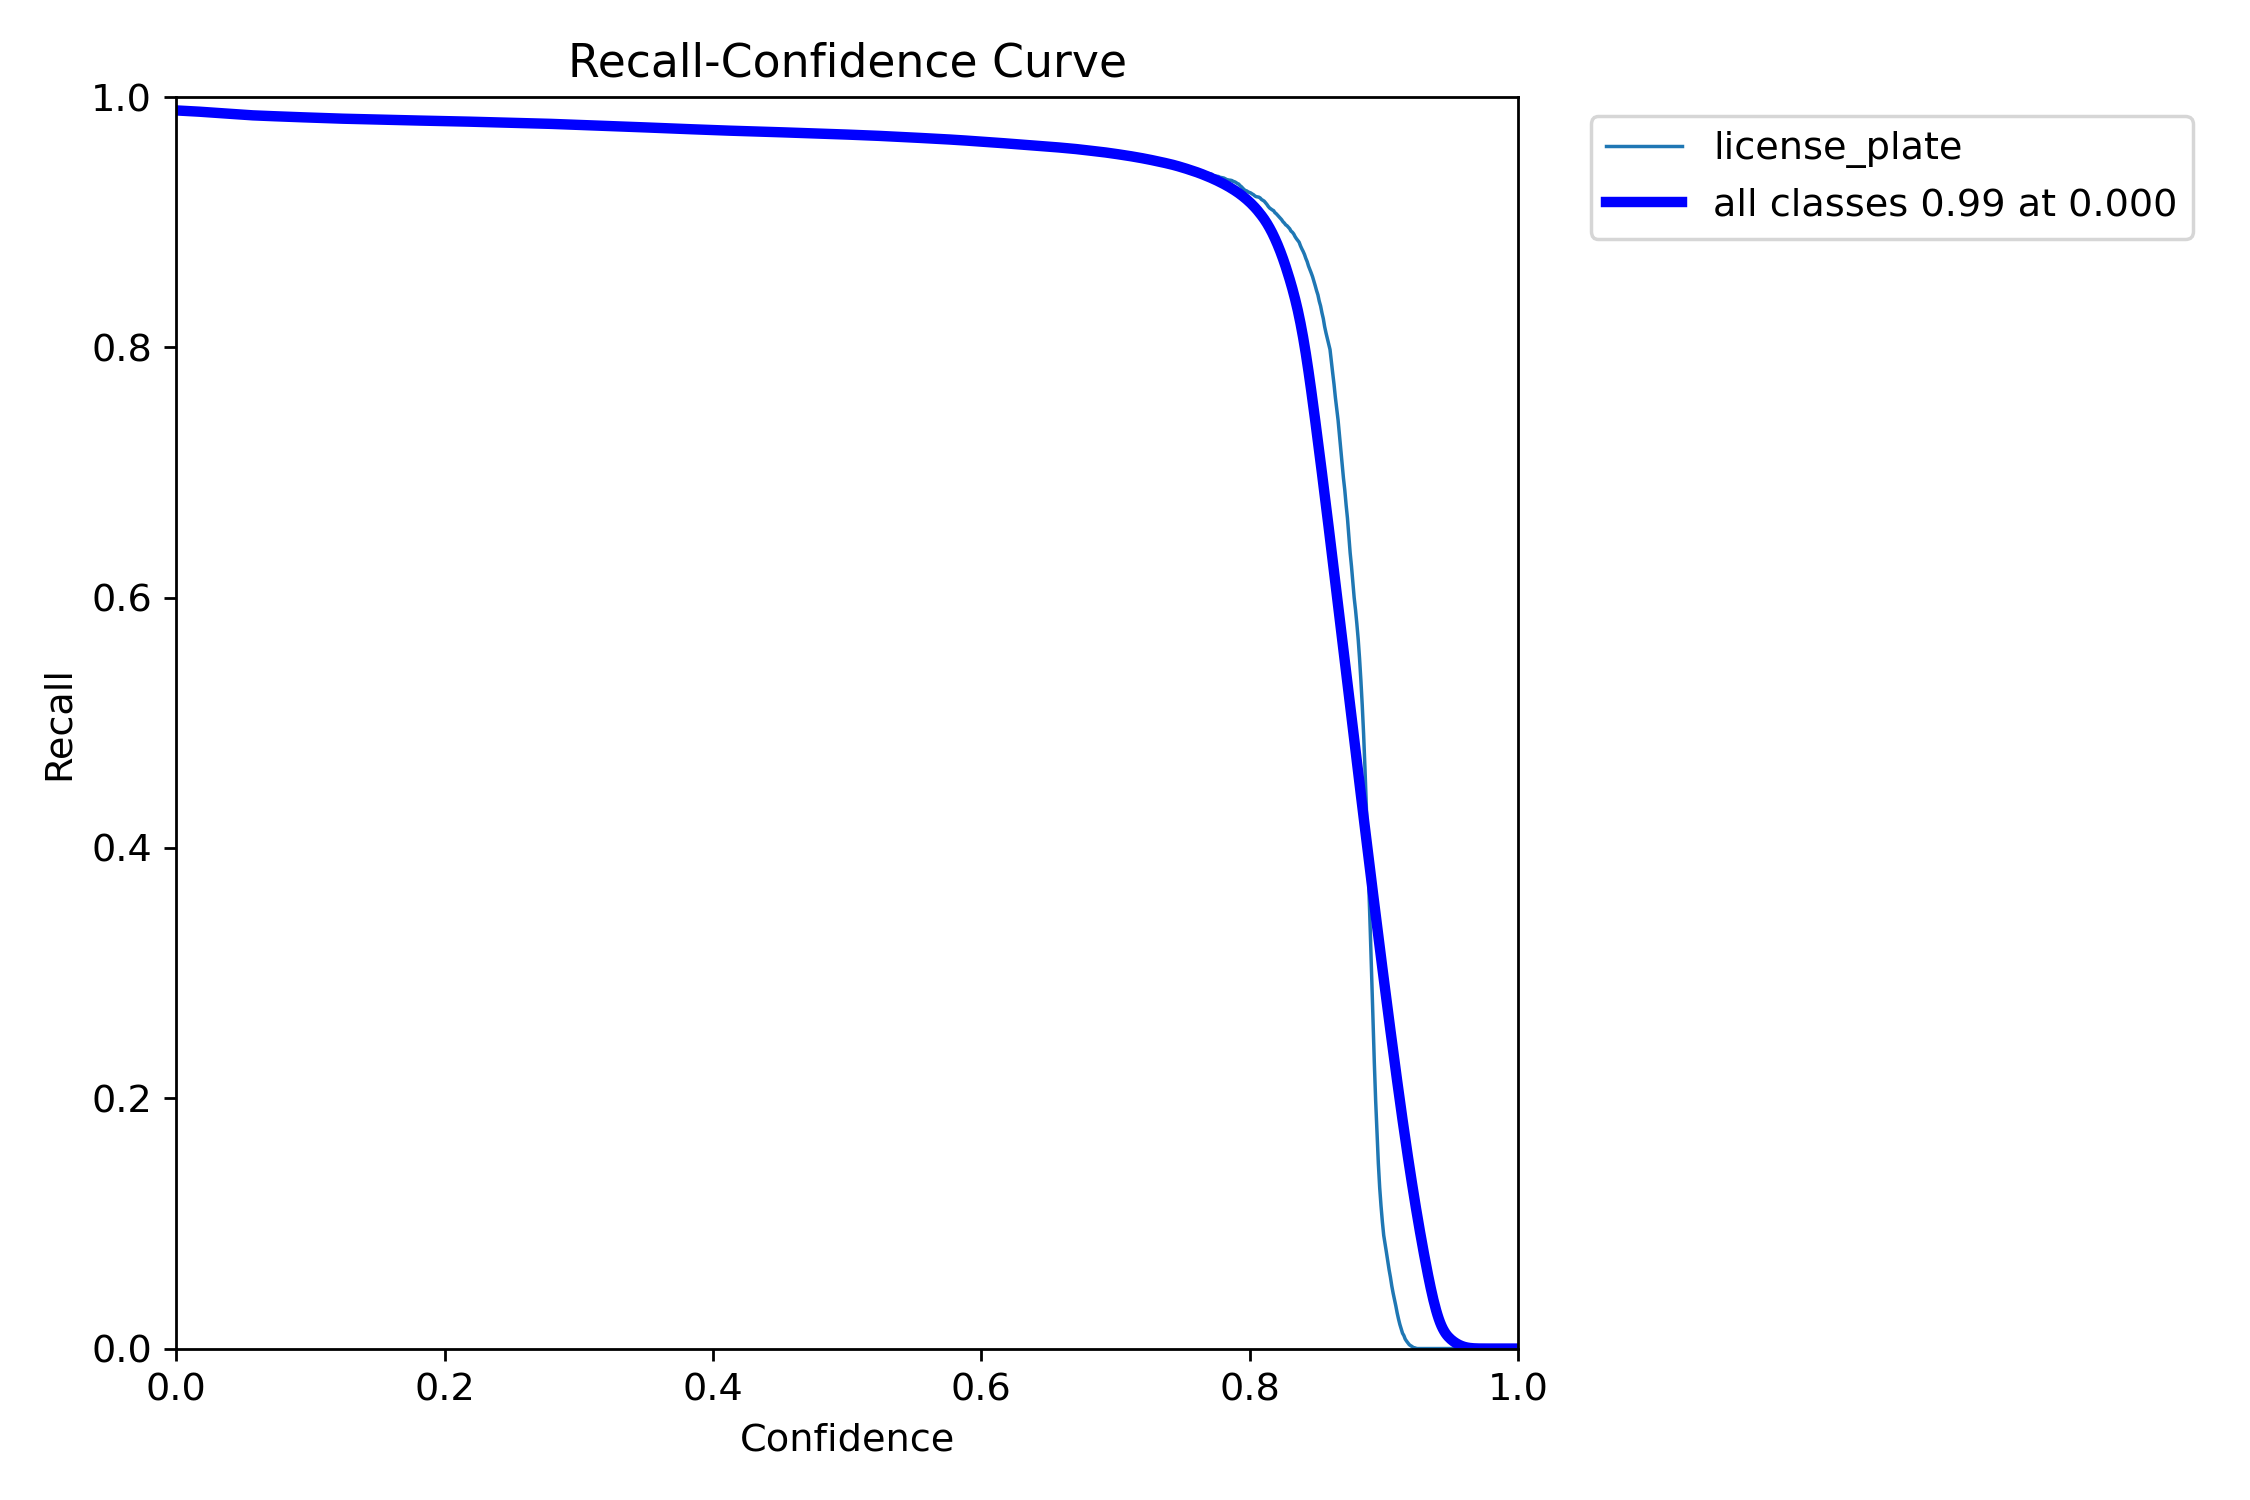 Recall-Confidence Curve
license_plate
all classes 0.99 at 0.000
1.0
0.8
0.6
0.4
0.2
0.0
Recall
0.0 0.2 0.4 0.6 0.8 1.0
Confidence